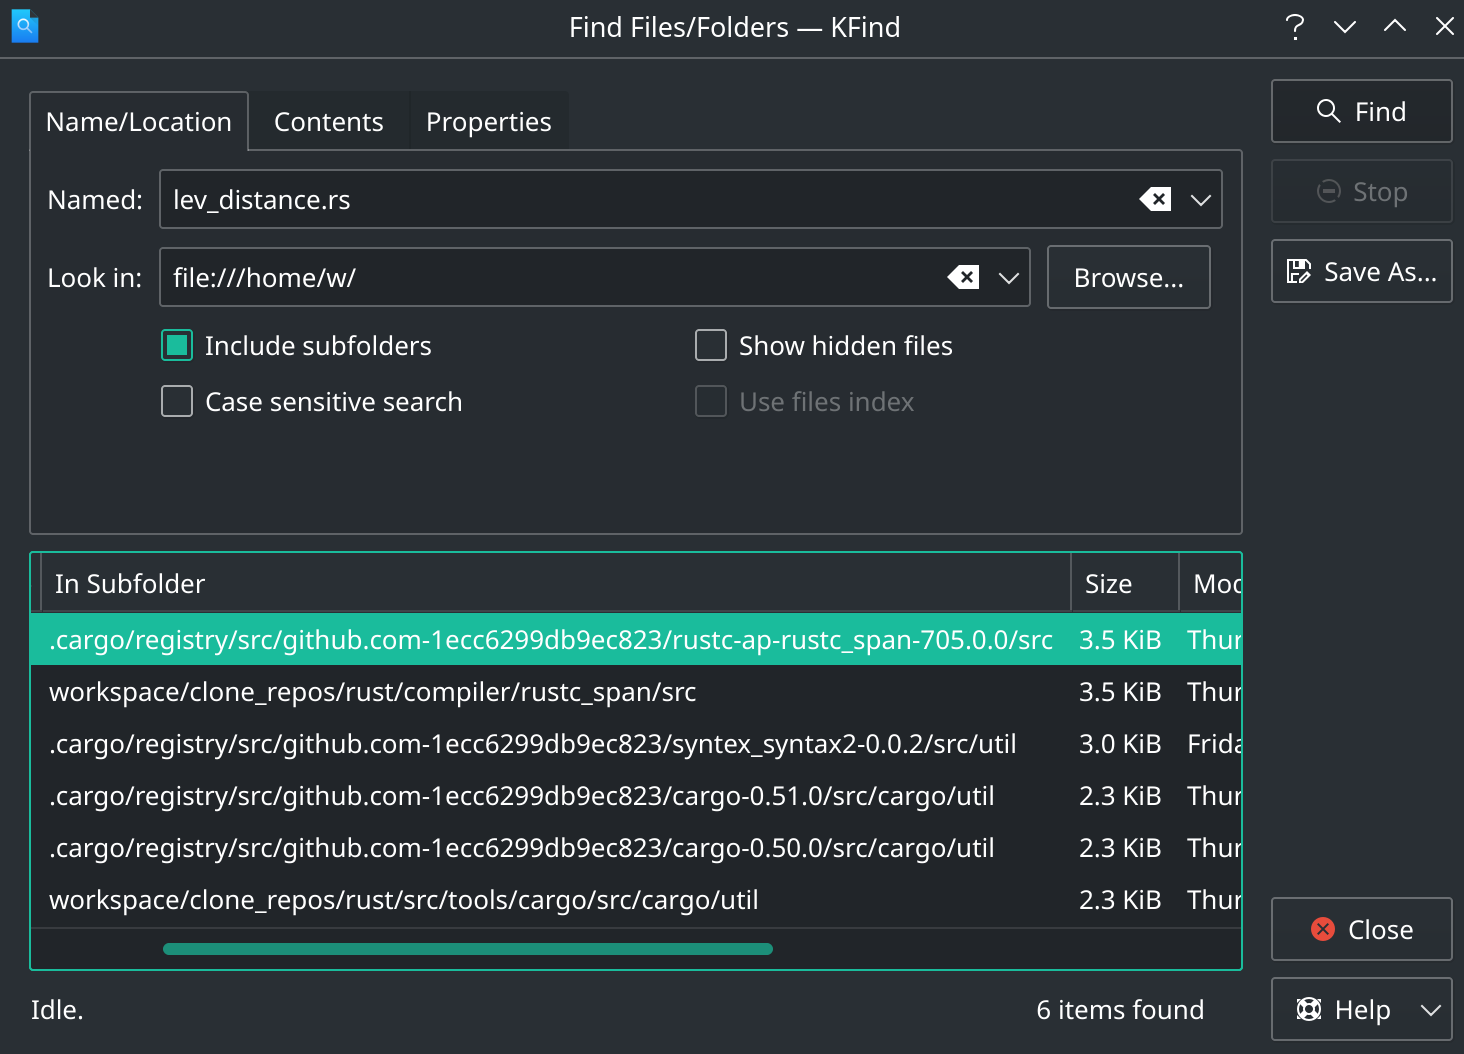 Find Files/Folders — KFind
Name/Location Contents Properties
Find
Named: lev_distance.rs
Stop
Look in: file:///home/w/ Browse...
Save As...
Include subfolders Show hidden files
Case sensitive search Use files index
In Subfolder Size Mod
.cargo/registry/src/github.com-1ecc6299db9ec823/rustc-ap-rustc_span-705.0.0/src 3.5 KiB Thur
workspace/clone_repos/rust/compiler/rustc_span/src 3.5 KiB Thur
.cargo/registry/src/github.com-1ecc6299db9ec823/syntex_syntax2-0.0.2/src/util 3.0 KiB Frida
.cargo/registry/src/github.com-1ecc6299db9ec823/cargo-0.51.0/src/cargo/util 2.3 KiB Thur
.cargo/registry/src/github.com-1ecc6299db9ec823/cargo-0.50.0/src/cargo/util 2.3 KiB Thur
workspace/clone_repos/rust/src/tools/cargo/src/cargo/util 2.3 KiB Thur
Close
Idle. 6 items found
Help